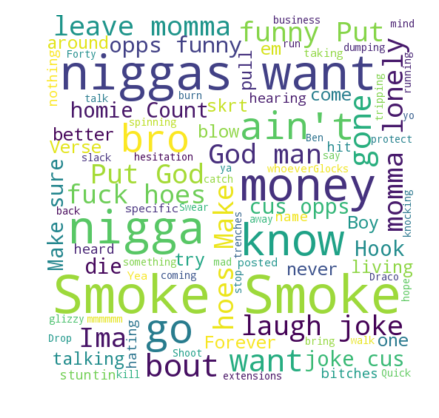 leave momma
funny Put
business
mind
around
opps funny
em
run
taking
dumping
Forty
niggas want
nothing
talk
burn
pull
tripping
running
homie Count
skrt
hearing
come
lonely
better
spinning
blow
ain't
gone
Ben
yo
Verse
slack
hesitation
hit
protect
bro
God man
say
momma
Put God
ya
whoeverGlocks
catch
money
fuck hoes
Make sure
back
specific
Swear
cus opps
Boy
knocking
nigga
hoes Make
away
name
know
Hook
heard
stop
trenches
die
something
try
mad
posted
never
living
Yea
coming
Draco
Smoke Smoke
hope
glizzy
mmmmmm
go
Forever
bring
walk
Quick
Drop
Ima
hating
Shoot
laugh joke
one
talking
bout
want
joke cus
stuntin
kill
extensions
bitches